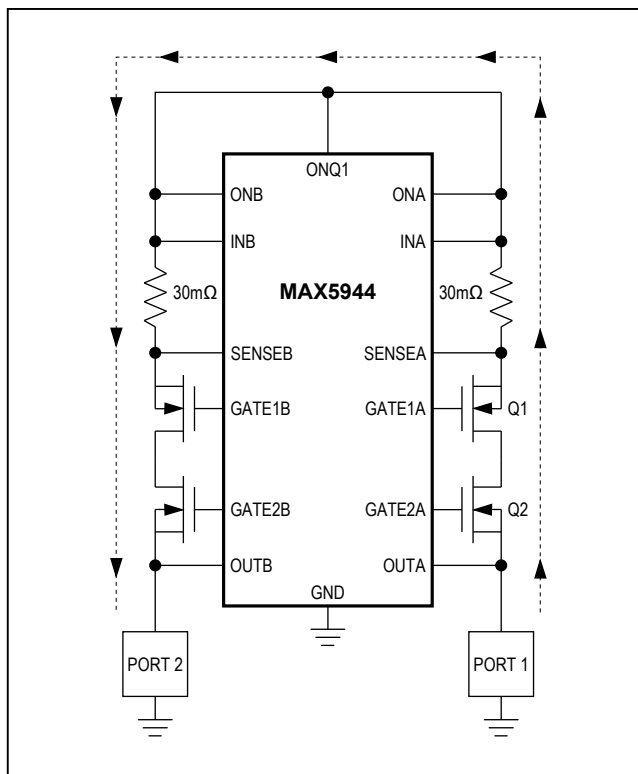 ONQ1
ONB ONA
INB INA
30mΩ MAX5944 30mΩ
SENSEB SENSEA
GATE1B GATE1A Q1
GATE2B GATE2A Q2
OUTB OUTA
GND
PORT 2 PORT 1